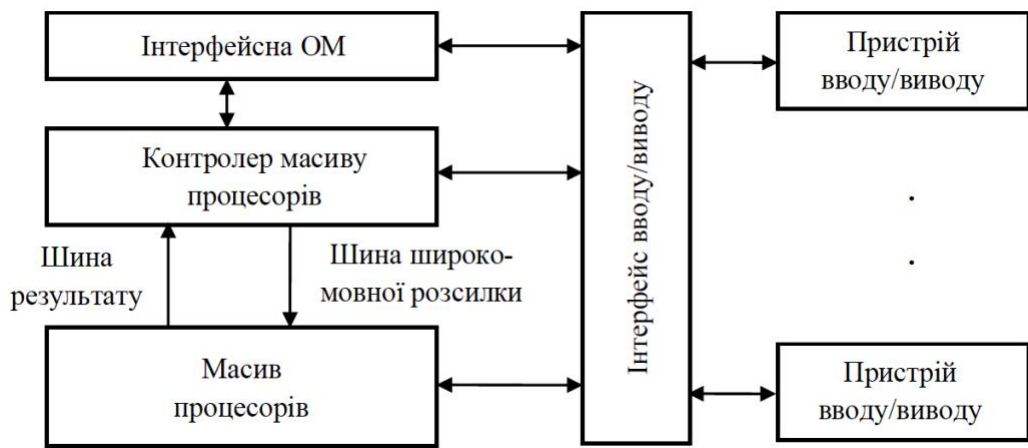 Інтерфейсна ОМ
Контролер масиву
процесорів
Шина
результату
Шина широко-
мовної розсилки
Масив
процесорів
Інтерфейс вводу/виводу
Пристрій
вводу/виводу
Пристрій
вводу/виводу